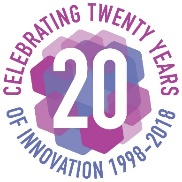 CELEBRATING TWENTY YEARS
20
OF INNOVATION 1998-2018